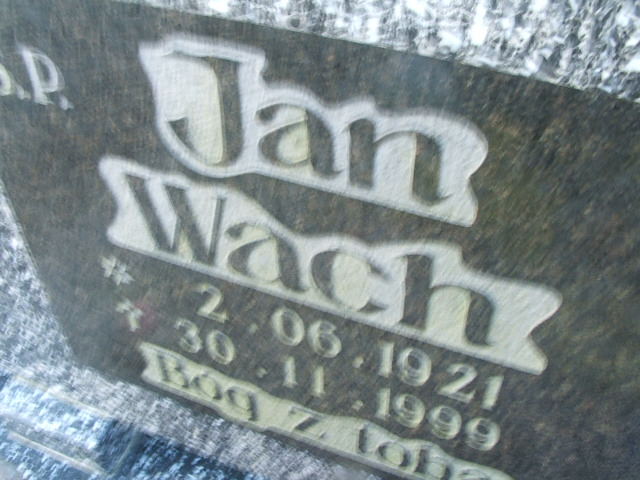 Ś.P.
Jan
Wach
* 2.06.1921
30.11.1999
Bóg z tobą